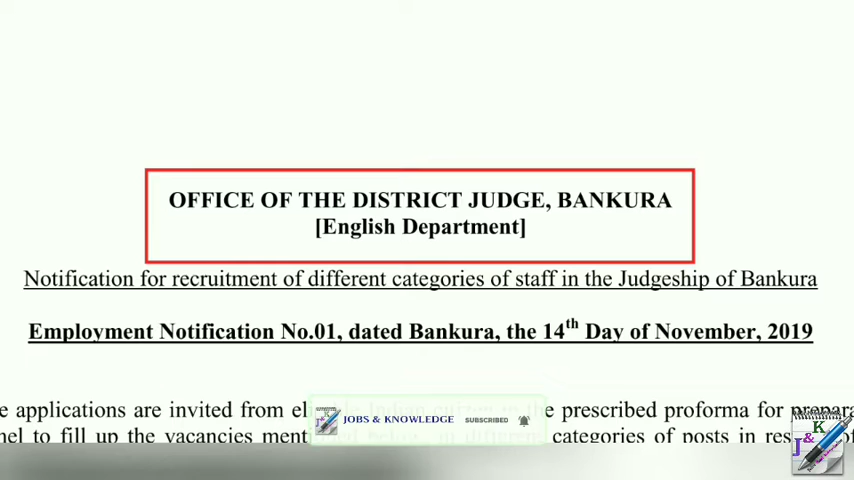 OFFICE OF THE DISTRICT JUDGE, BANKURA
[English Department]
Notification for recruitment of different categories of staff in the Judgeship of Bankura
Employment Notification No.01, dated Bankura, the 14th Day of November, 2019
e applications are invited from the prescribed proforma for
nel to fill up the vacancies categories of posts in
JOBS & KNOWLEDGE SUBSCRIBED
J & K